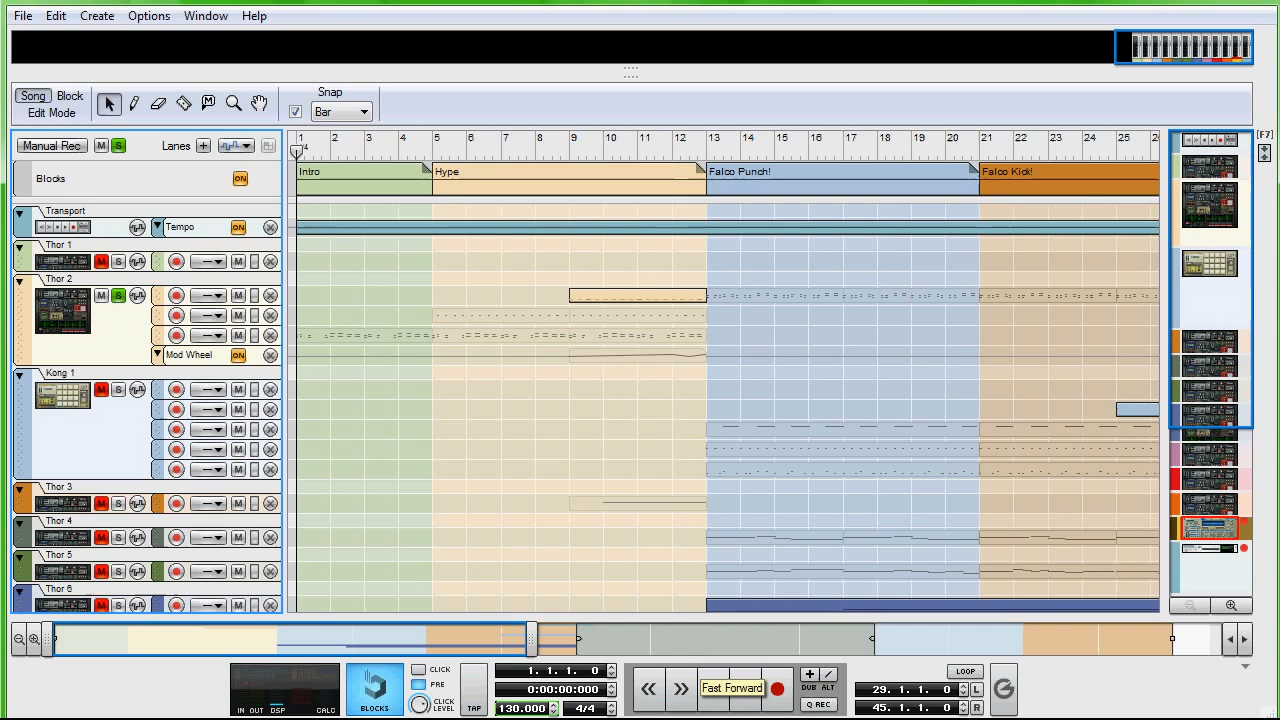 File Edit Create Options Window Help
Song Block
Edit Mode
Snap
Bar
[F7]
Manual Rec M S Lanes +
1 2 3 4 5 6 7 8 9 10 11 12 13 14 15 16 17 18 19 20 21 22 23 24 25
Blocks ON
Intro Hype Falco Punch! Falco Kick!
Transport
Tempo ON
Thor 1
M S M
Thor 2
M S M
M
M
Mod Wheel ON
Kong 1
M S M
M
M
M
M
Thor 3
M S M
Thor 4
M S M
Thor 5
M S M
Thor 6
M S M
IN OUT DSP CALC
BLOCKS
CLICK
PRE
CLICK LEVEL
TAP
1. 1. 1. 0
0:00:00:000
130.000 4/4
Fast Forward
DUB ALT
Q REC
LOOP
29. 1. 1. 0 L
45. 1. 1. 0 R